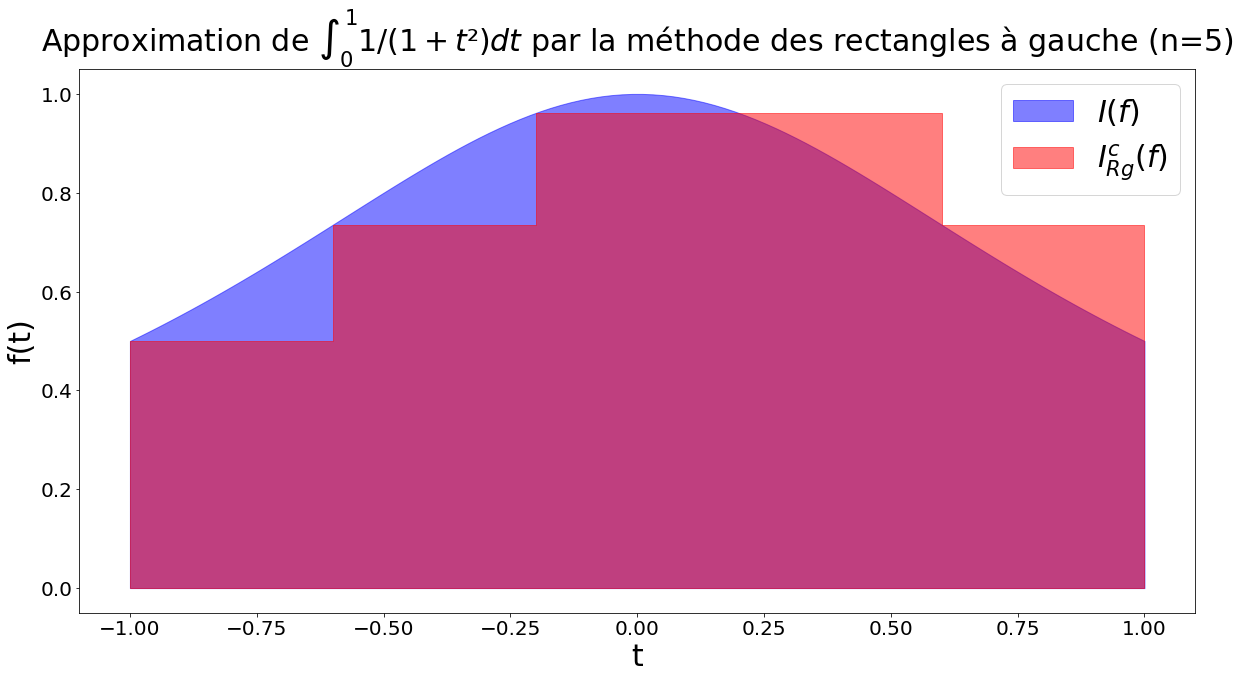 Approximation de ∫₀¹ 1/(1 + t²)dt par la méthode des rectangles à gauche (n=5)
I(f)
I^c_{Rg}(f)
1.0
0.8
0.6
0.4
0.2
0.0
f(t)
−1.00 −0.75 −0.50 −0.25 0.00 0.25 0.50 0.75 1.00
t